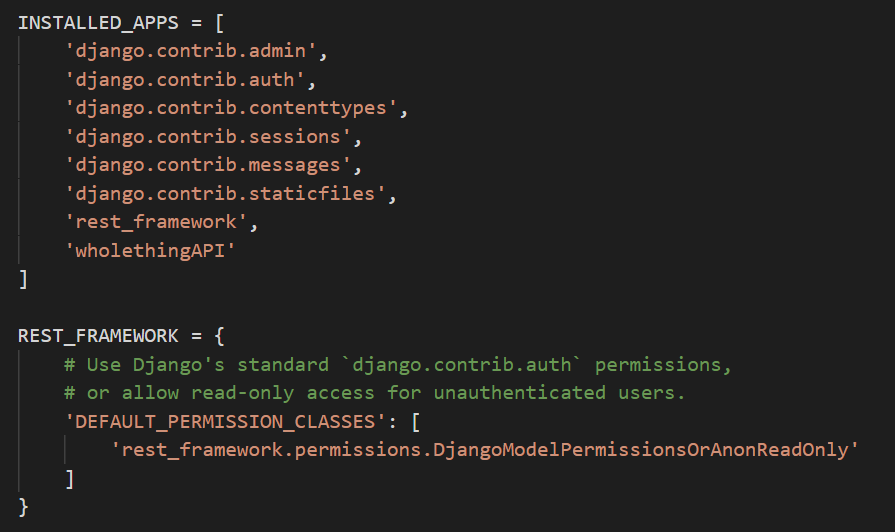 INSTALLED_APPS = [
    'django.contrib.admin',
    'django.contrib.auth',
    'django.contrib.contenttypes',
    'django.contrib.sessions',
    'django.contrib.messages',
    'django.contrib.staticfiles',
    'rest_framework',
    'wholethingAPI'
]
REST_FRAMEWORK = {
    # Use Django's standard `django.contrib.auth` permissions,
    # or allow read-only access for unauthenticated users.
    'DEFAULT_PERMISSION_CLASSES': [
        'rest_framework.permissions.DjangoModelPermissionsOrAnonReadOnly'
    ]
}